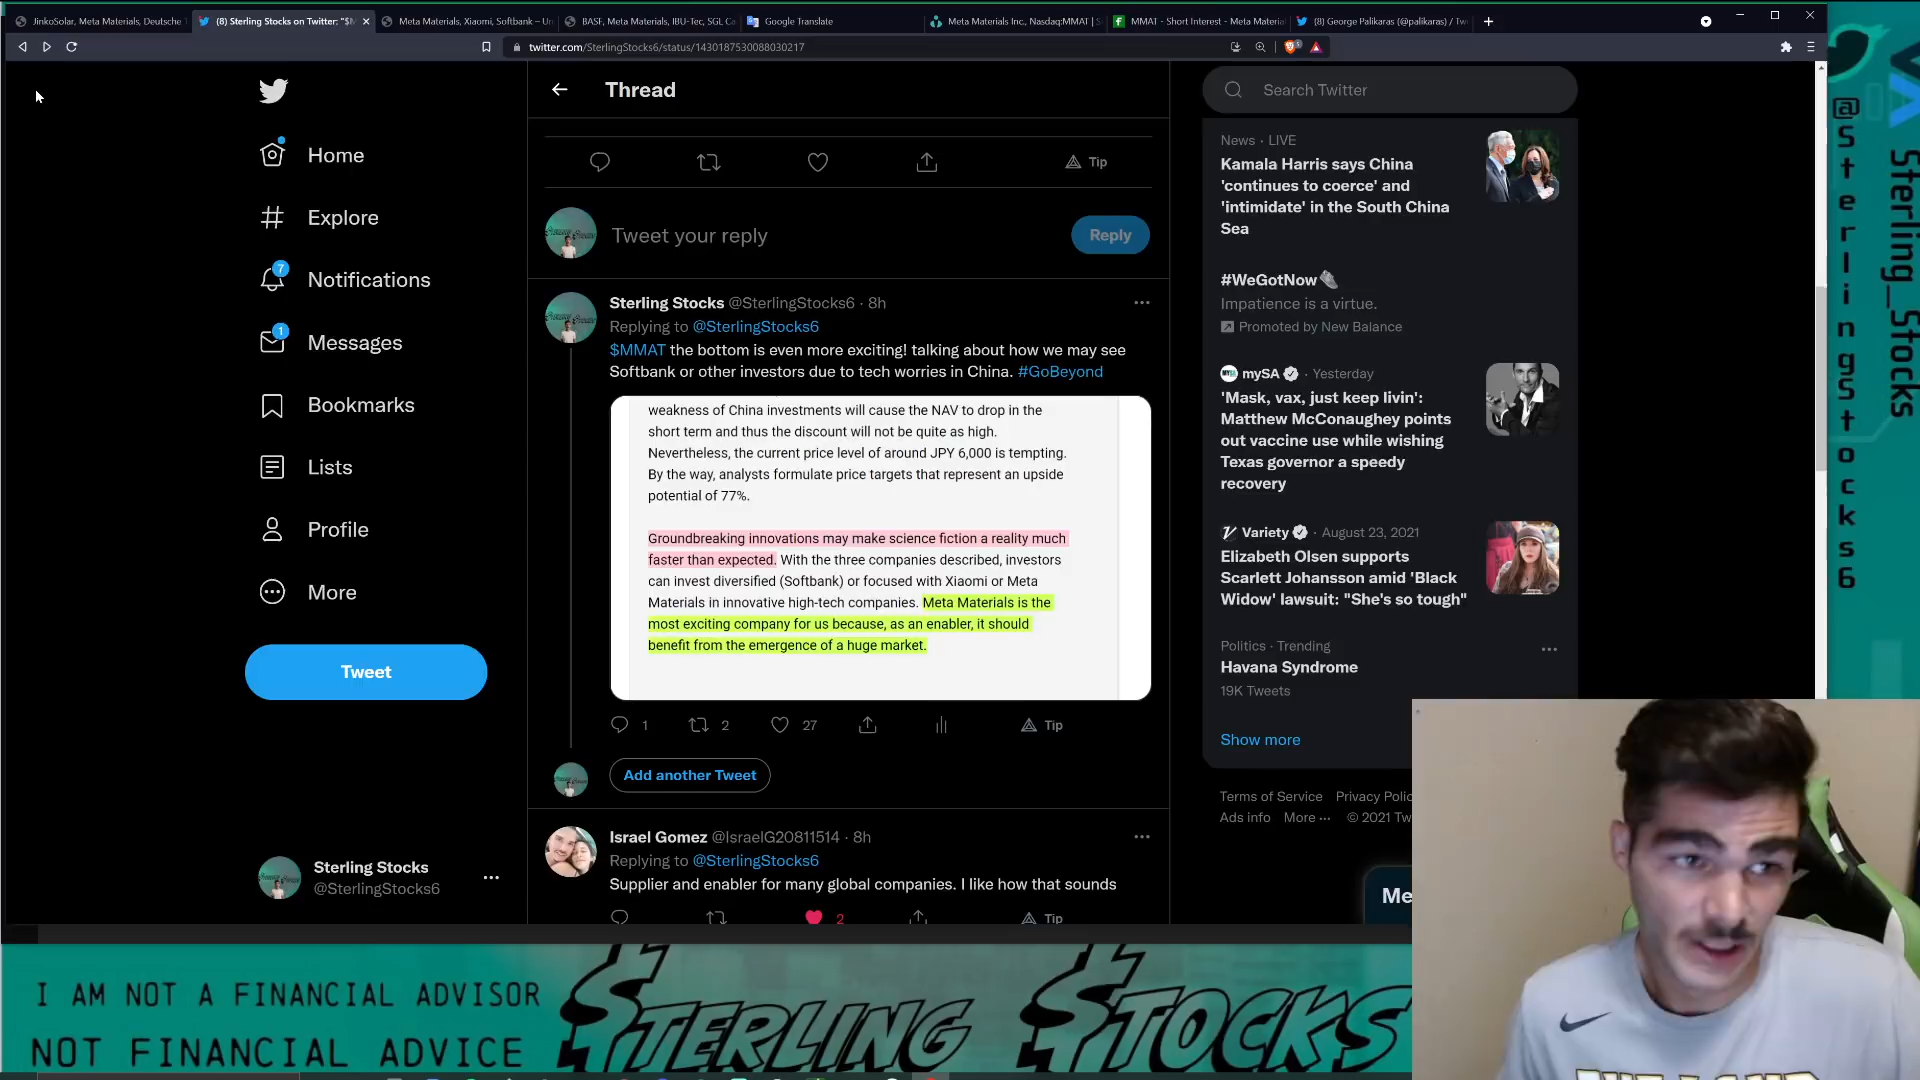 JinkoSolar, Meta Materials, Deutsche
(8) Sterling Stocks on Twitter: "$M
Meta Materials, Xiaomi, Softbank – Un
BASF, Meta Materials, IBU-Tec, SGL Ca
Google Translate
Meta Materials Inc., Nasdaq:MMAT | S
MMAT - Short Interest - Meta Material
(8) George Palikaras (@palikaras) / Tw
twitter.com/SterlingStocks6/status/1430187530088030217
Home
Explore
7
Notifications
1
Messages
Bookmarks
Lists
Profile
More
Tweet
Sterling Stocks
@SterlingStocks6
Thread
Tip
Tweet your reply
Reply
Sterling Stocks @SterlingStocks6 · 8h
Replying to @SterlingStocks6
$MMAT the bottom is even more exciting! talking about how we may see
Softbank or other investors due to tech worries in China. #GoBeyond
weakness of China investments will cause the NAV to drop in the
short term and thus the discount will not be quite as high.
Nevertheless, the current price level of around JPY 6,000 is tempting.
By the way, analysts formulate price targets that represent an upside
potential of 77%.
Groundbreaking innovations may make science fiction a reality much
faster than expected. With the three companies described, investors
can invest diversified (Softbank) or focused with Xiaomi or Meta
Materials in innovative high-tech companies. Meta Materials is the
most exciting company for us because, as an enabler, it should
benefit from the emergence of a huge market.
1 2 27 Tip
Add another Tweet
Israel Gomez @IsraelG20811514 · 8h
Replying to @SterlingStocks6
Supplier and enabler for many global companies. I like how that sounds
2 Tip
Search Twitter
News · LIVE
Kamala Harris says China
'continues to coerce' and
'intimidate' in the South China
Sea
#WeGotNow
Impatience is a virtue.
Promoted by New Balance
mySA · Yesterday
'Mask, vax, just keep livin':
Matthew McConaughey points
out vaccine use while wishing
Texas governor a speedy
recovery
Variety · August 23, 2021
Elizabeth Olsen supports
Scarlett Johansson amid 'Black
Widow' lawsuit: "She's so tough"
Politics · Trending
Havana Syndrome
19K Tweets
Show more
Terms of Service Privacy Polic
Ads info More ··· © 2021 Tw
Me
@SterlingStocks6
Sterling_Stocks
I AM NOT A FINANCIAL ADVISOR
NOT FINANCIAL ADVICE
$TERLING $TOCKS